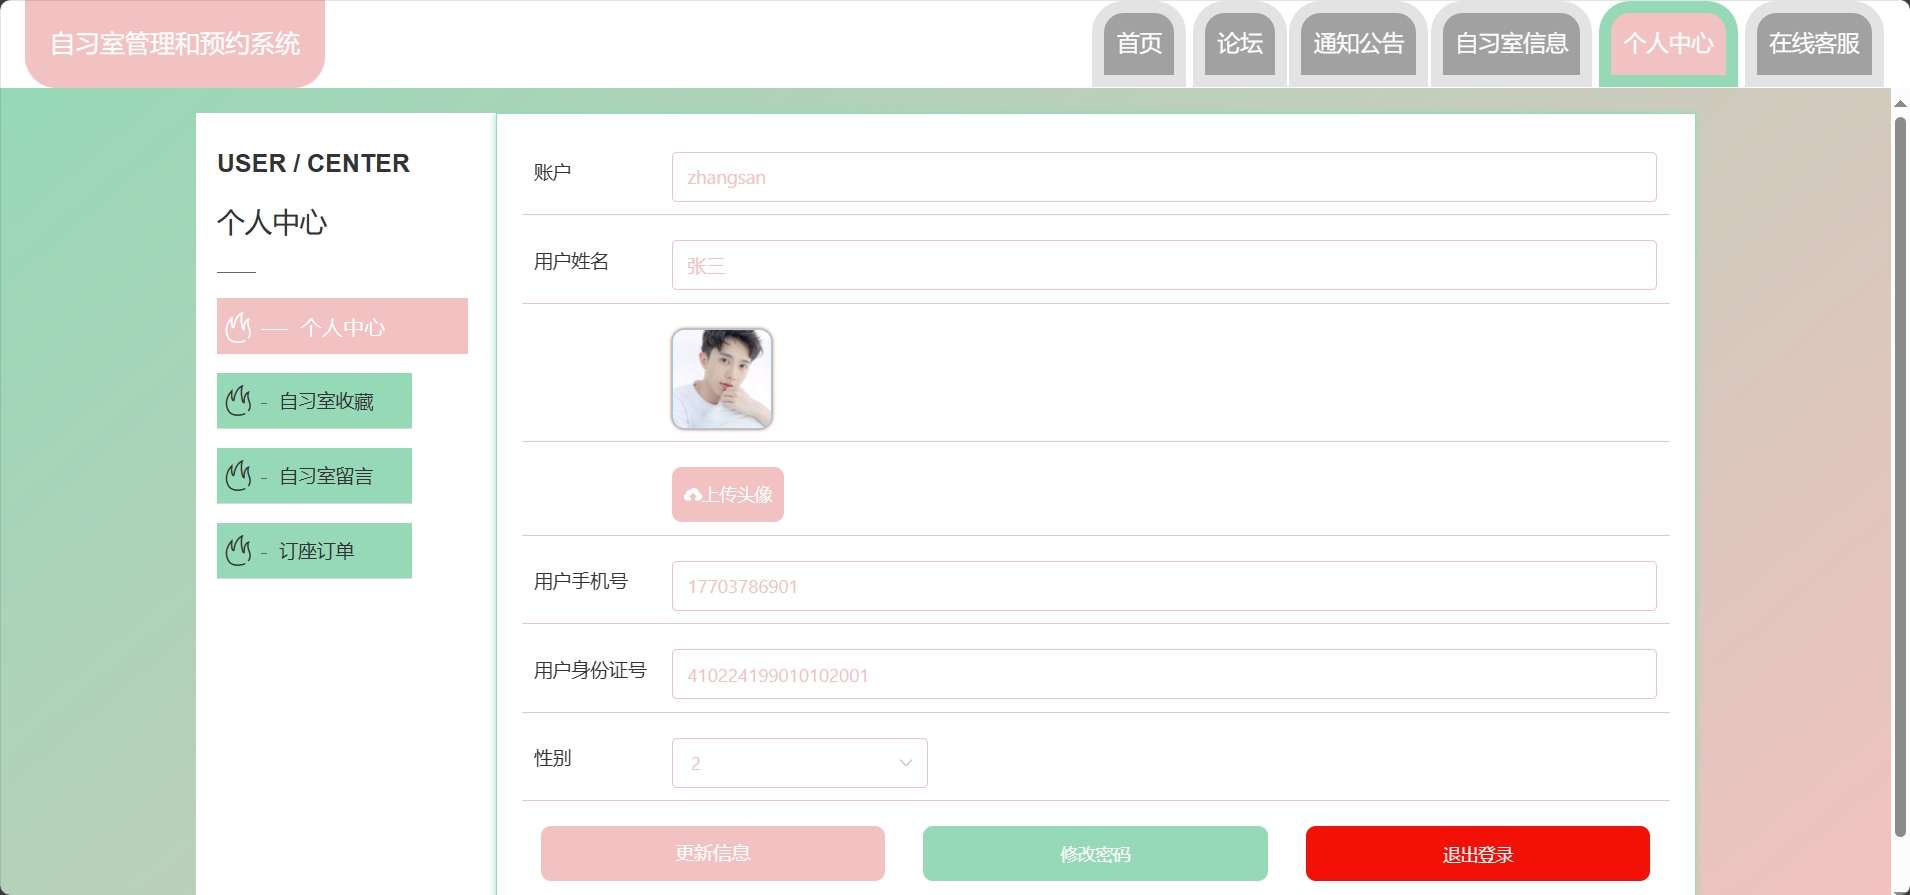 自习室管理和预约系统
首页
论坛
通知公告
自习室信息
个人中心
在线客服
USER / CENTER
个人中心
个人中心
- 自习室收藏
- 自习室留言
- 订座订单
账户
zhangsan
用户姓名
张三
上传头像
用户手机号
17703786901
用户身份证号
410224199010102001
性别
2
更新信息
修改密码
退出登录